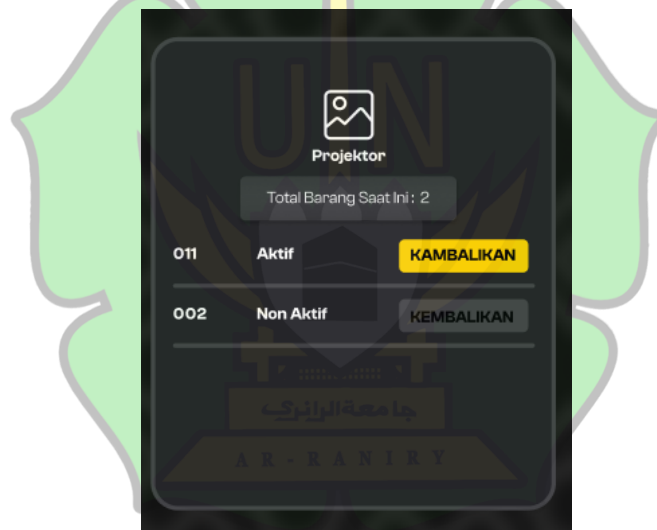 UIN
Projektor
Total Barang Saat Ini : 2
011 Aktif KAMBALIKAN
002 Non Aktif KEMBALIKAN
جامعة الرانري
AR-RANIRY